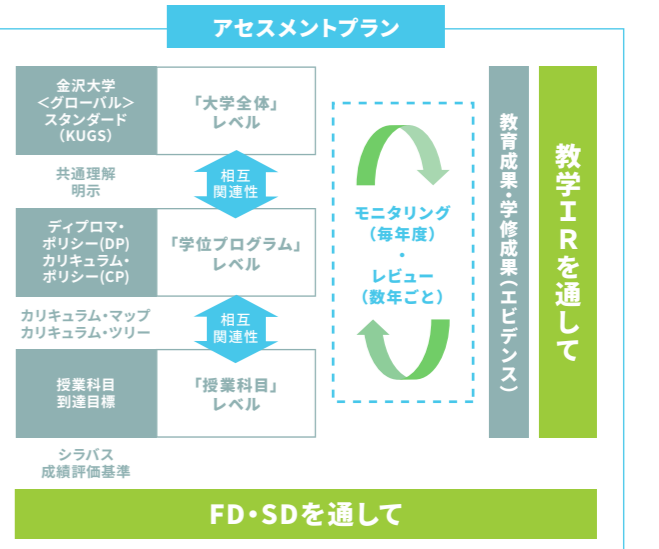 アセスメントプラン
金沢大学
＜グローバル＞
スタンダード
（KUGS）
「大学全体」
レベル
共通理解
明示
相互
関連性
ディプロマ・
ポリシー(DP)
カリキュラム・
ポリシー(CP)
「学位プログラム」
レベル
カリキュラム・マップ
カリキュラム・ツリー
相互
関連性
授業科目
到達目標
「授業科目」
レベル
シラバス
成績評価基準
モニタリング
（毎年度）
・
レビュー
（数年ごと）
教育成果・学修成果（エビデンス）
教学IRを通して
FD・SDを通して